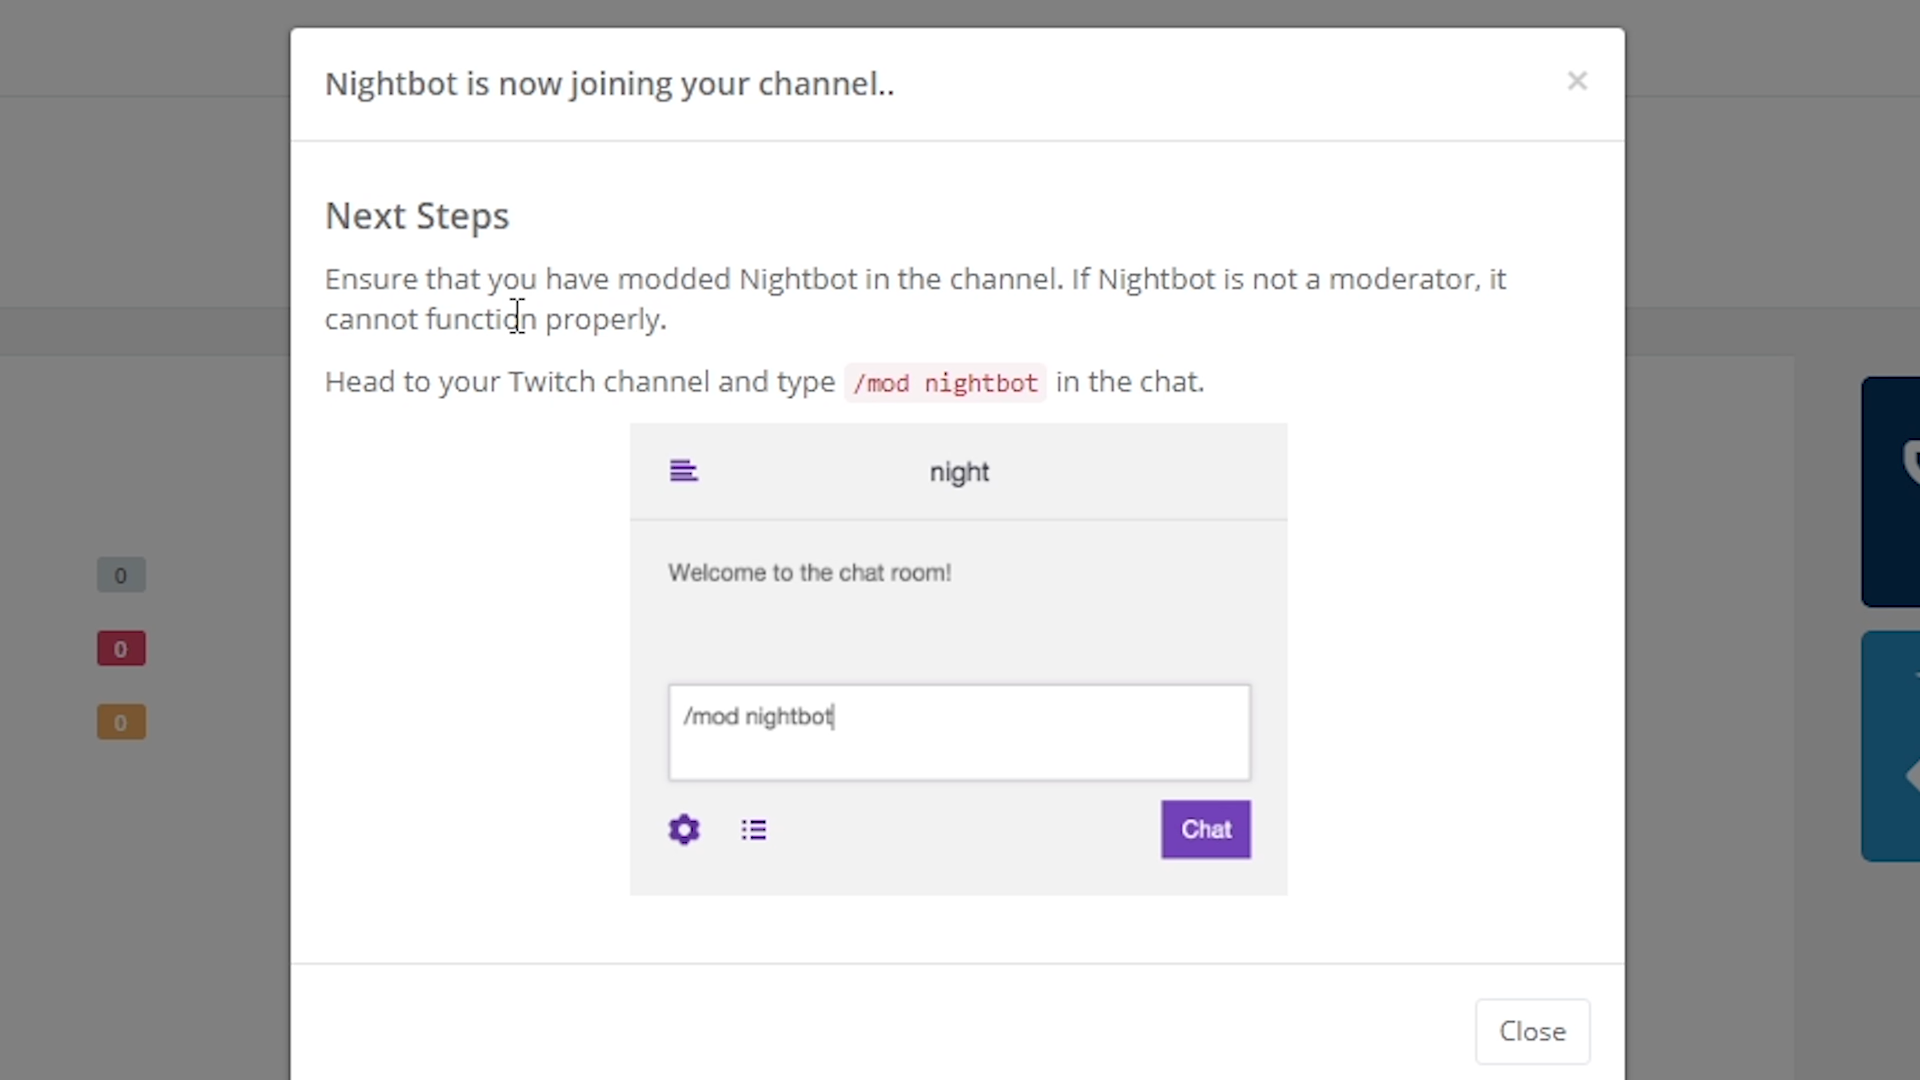 Nightbot is now joining your channel..
×
Next Steps
Ensure that you have modded Nightbot in the channel. If Nightbot is not a moderator, it
cannot function properly.
Head to your Twitch channel and type /mod nightbot in the chat.
night
Welcome to the chat room!
0
0
/mod nightbot
0
Chat
Close